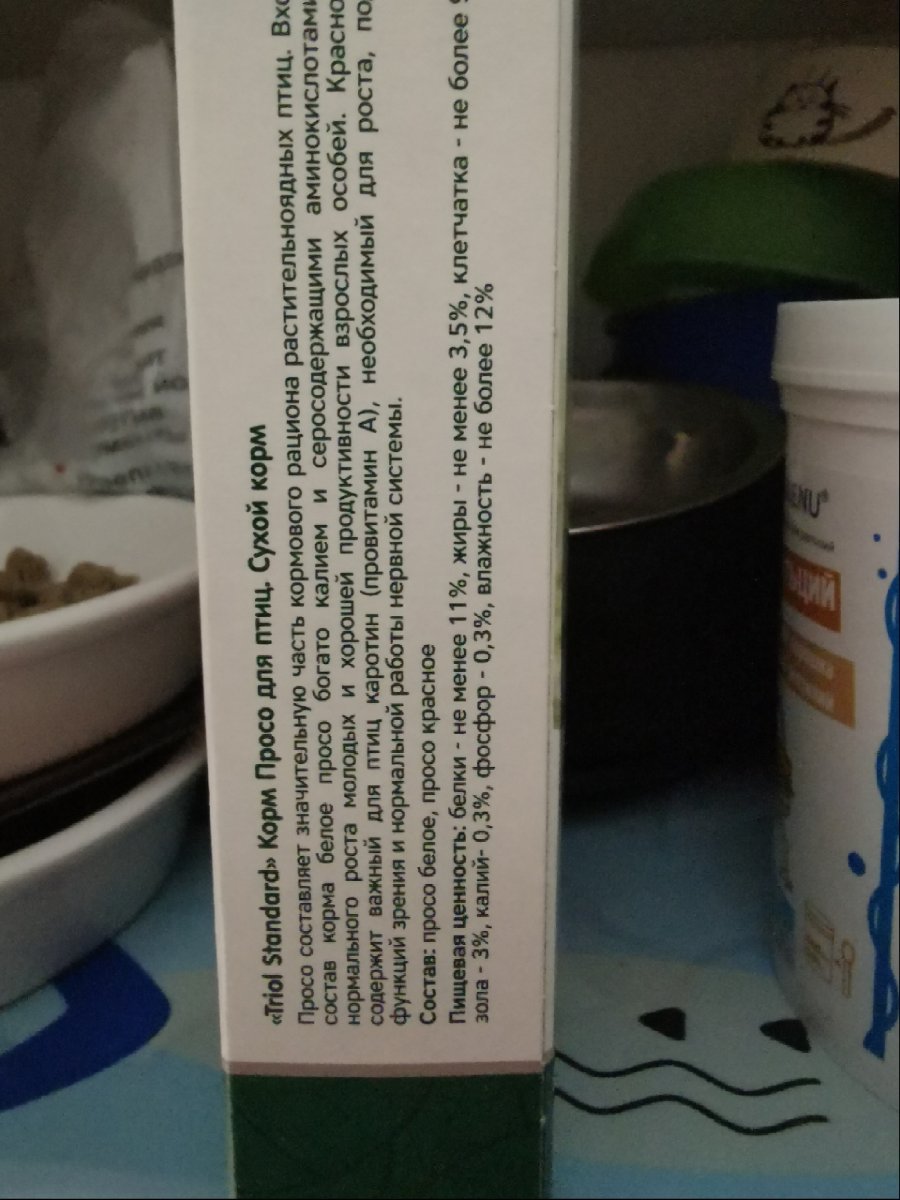 «Triol Standard» Корм Просо для птиц. Сухой корм
Просо составляет значительную часть кормового рациона растительноядных птиц.
состав корма белое просо богато калием и серосодержащими аминокислотами
нормального роста молодых и хорошей продуктивности взрослых особей.
содержит важный для птиц каротин (провитамин А), необходимый для роста,
функций зрения и нормальной работы нервной системы.
Состав: просо белое, просо красное
Пищевая ценность: белки - не менее 11%, жиры - не менее 3,5%, клетчатка - не более
зола - 3%, калий- 0,3%, фосфор - 0,3%, влажность - не более 12%